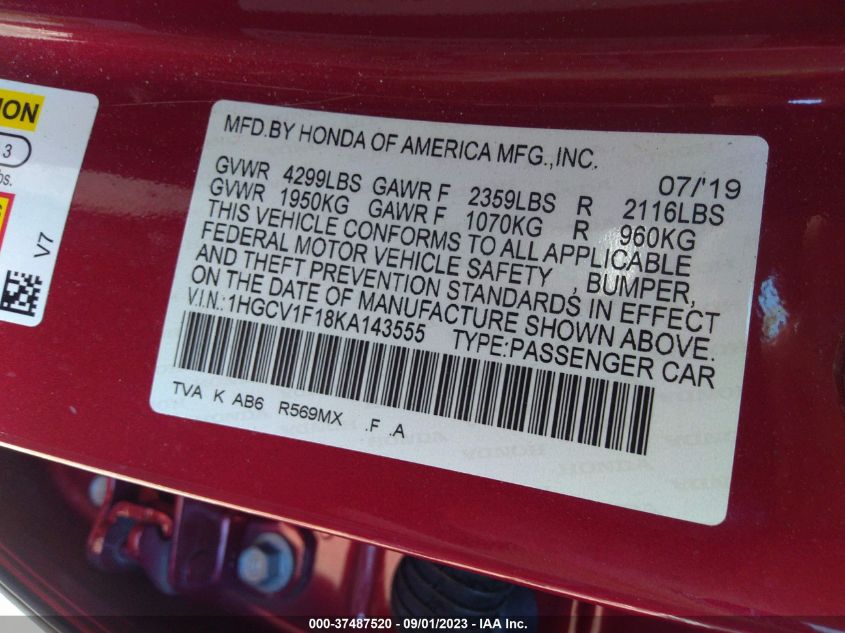 ION
3
bs.
V7
MFD.BY HONDA OF AMERICA MFG.,INC.
07/'19
GVWR 4299LBS GAWR F 2359LBS R 2116LBS
GVWR 1950KG GAWR F 1070KG R 960KG
THIS VEHICLE CONFORMS TO ALL APPLICABLE
FEDERAL MOTOR VEHICLE SAFETY , BUMPER,
AND THEFT PREVENTION STANDARDS IN EFFECT
ON THE DATE OF MANUFACTURE SHOWN ABOVE.
V.I.N.:1HGCV1F18KA143555 TYPE:PASSENGER CAR
TVA K AB6 R569MX .F .A
HONDA
000-37487520 - 09/01/2023 - IAA Inc.